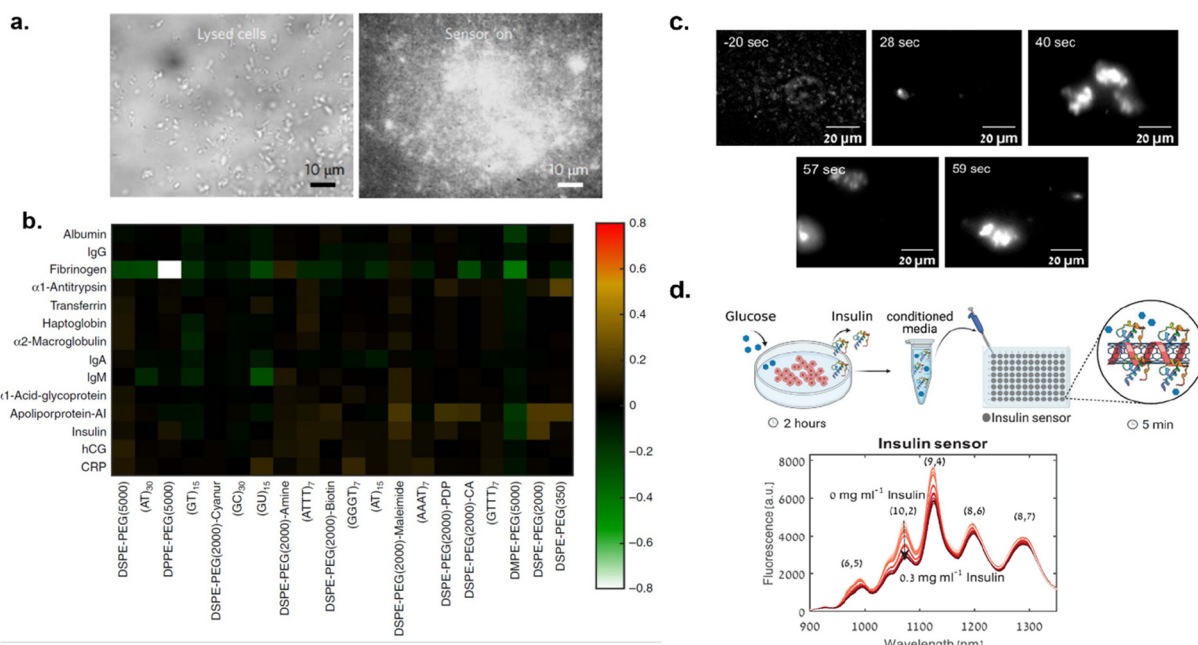 a.
Lysed cells
10 µm
Sensor 'on'
10 µm
b.
Albumin
IgG
Fibrinogen
α1-Antitrypsin
Transferrin
Haptoglobin
α2-Macroglobulin
IgA
IgM
α1-Acid-glycoprotein
Apoliporprotein-AI
Insulin
hCG
CRP
DSPE-PEG(5000)
(AT)30
DPPE-PEG(5000)
(GT)15
DSPE-PEG(2000)-Cyanur
(GC)30
(GU)15
DSPE-PEG(2000)-Amine
(ATTT)7
DSPE-PEG(2000)-Biotin
(GGGT)7
(AT)15
DSPE-PEG(2000)-Maleimide
(AAAT)7
DSPE-PEG(2000)-PDP
DSPE-PEG(2000)-CA
(GTTT)7
DMPE-PEG(5000)
DSPE-PEG(2000)
DSPE-PEG(350)
0.8
0.6
0.4
0.2
0
−0.2
−0.4
−0.6
−0.8
c.
-20 sec
20 µm
28 sec
20 µm
40 sec
20 µm
57 sec
20 µm
59 sec
20 µm
d.
Glucose
Insulin
conditioned
media
2 hours
Insulin sensor
5 min
Insulin sensor
Fluorescence [a.u.]
8000
6000
4000
2000
0
0 mg ml⁻¹ Insulin
0.3 mg ml⁻¹ Insulin
(6,5)
(10,2)
(9,4)
(8,6)
(8,7)
900
1000
1100
1200
1300
Wavelength [nm]